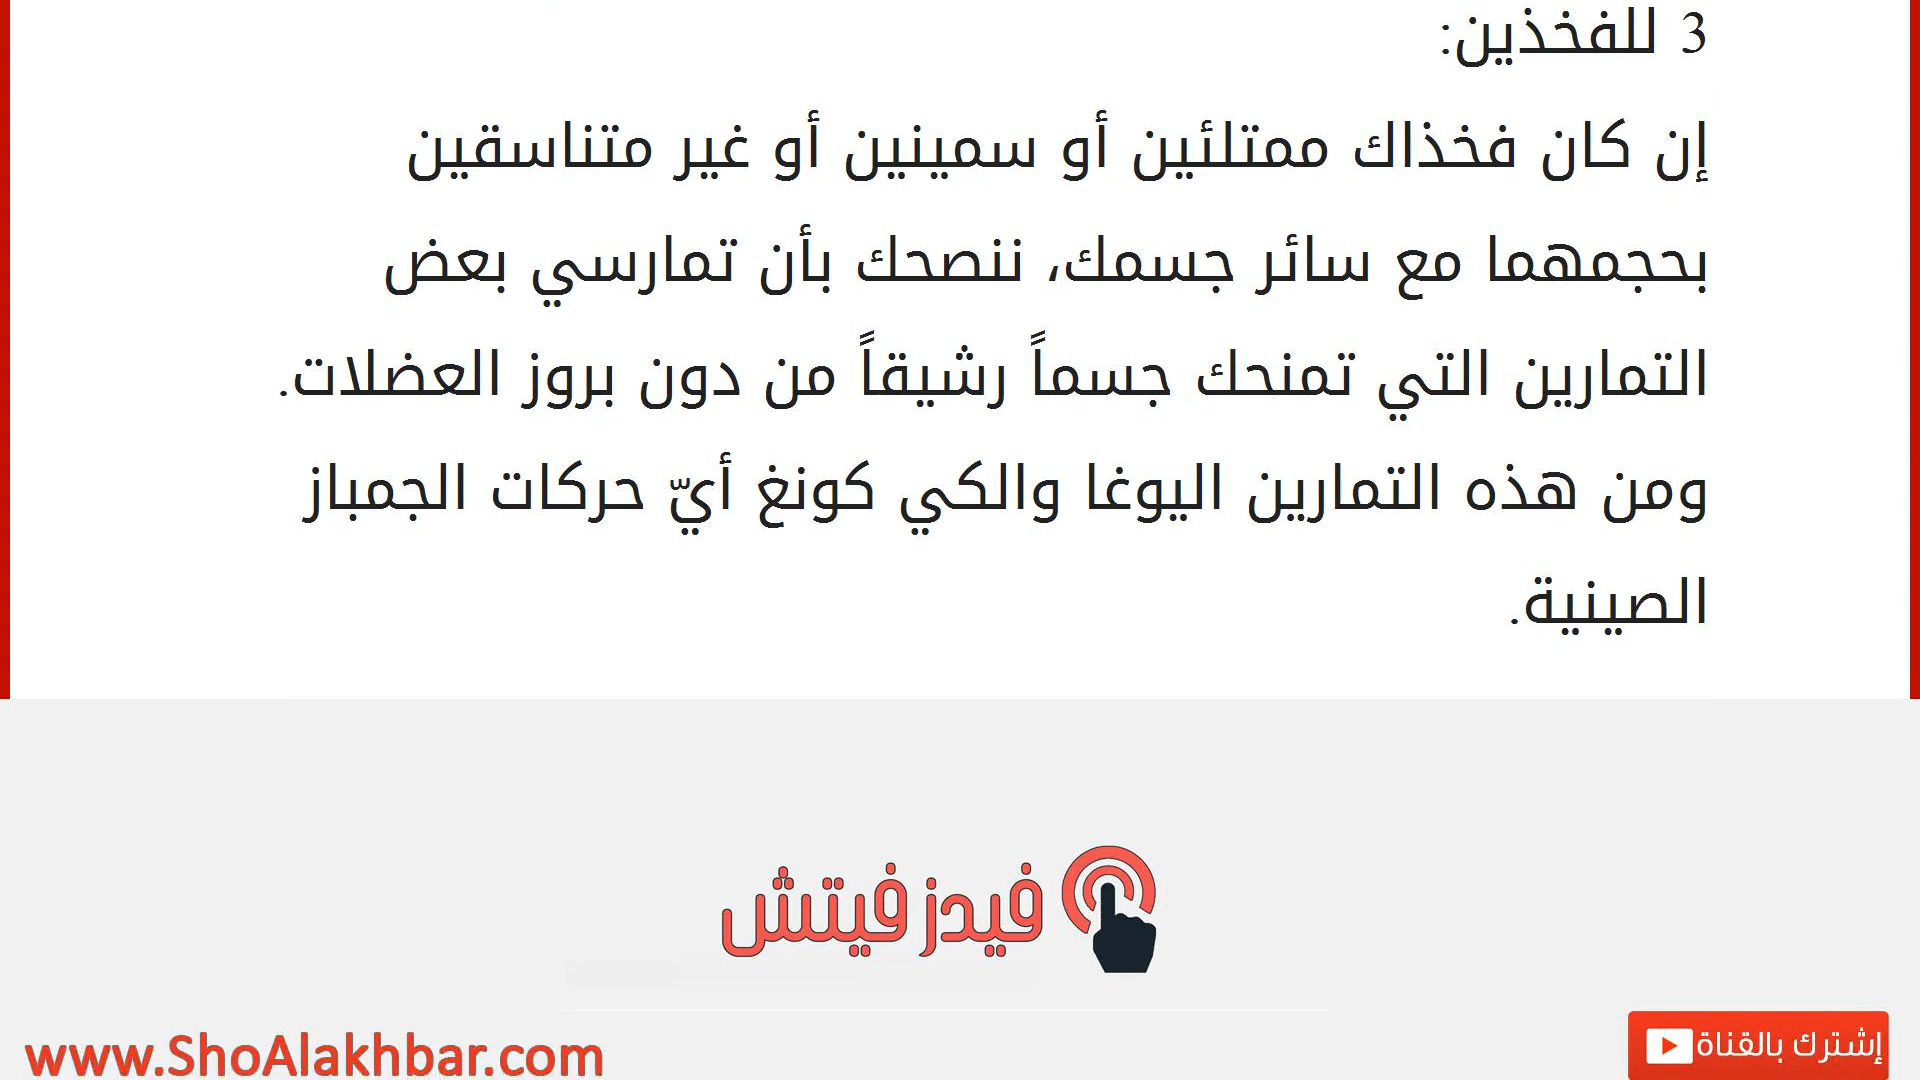 3 للفخذين:
إن كان فخذاك ممتلئين أو سمينين أو غير متناسقين
بحجمهما مع سائر جسمك، ننصحك بأن تمارسي بعض
التمارين التي تمنحك جسماً رشيقاً من دون بروز العضلات.
ومن هذه التمارين اليوغا والكي كونغ أيّ حركات الجمباز
الصينية.
فيدز فيتش
www.ShoAlakhbar.com
إشترك بالقناة